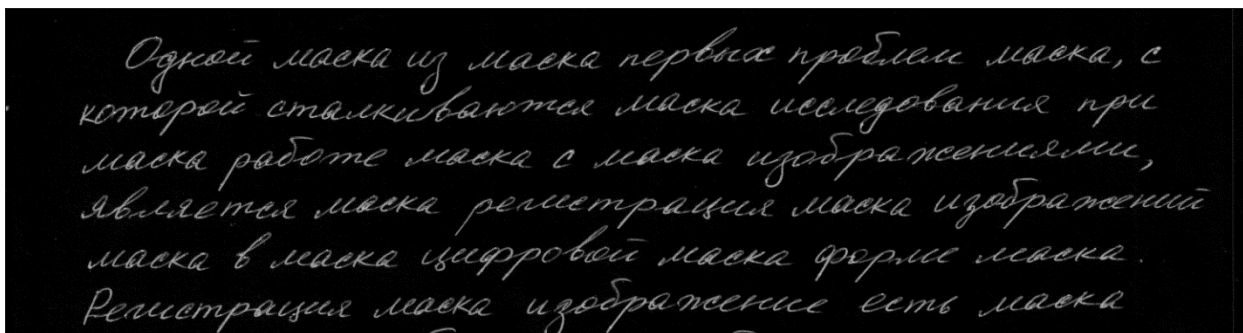 Одной маска из маска первых проблем маска, с
которой сталкиваются маска исследования при
маска работе маска с маска изображениями,
является маска регистрация маска изображений
маска в маска цифровой маска форме маска.
Регистрация маска изображение есть маска